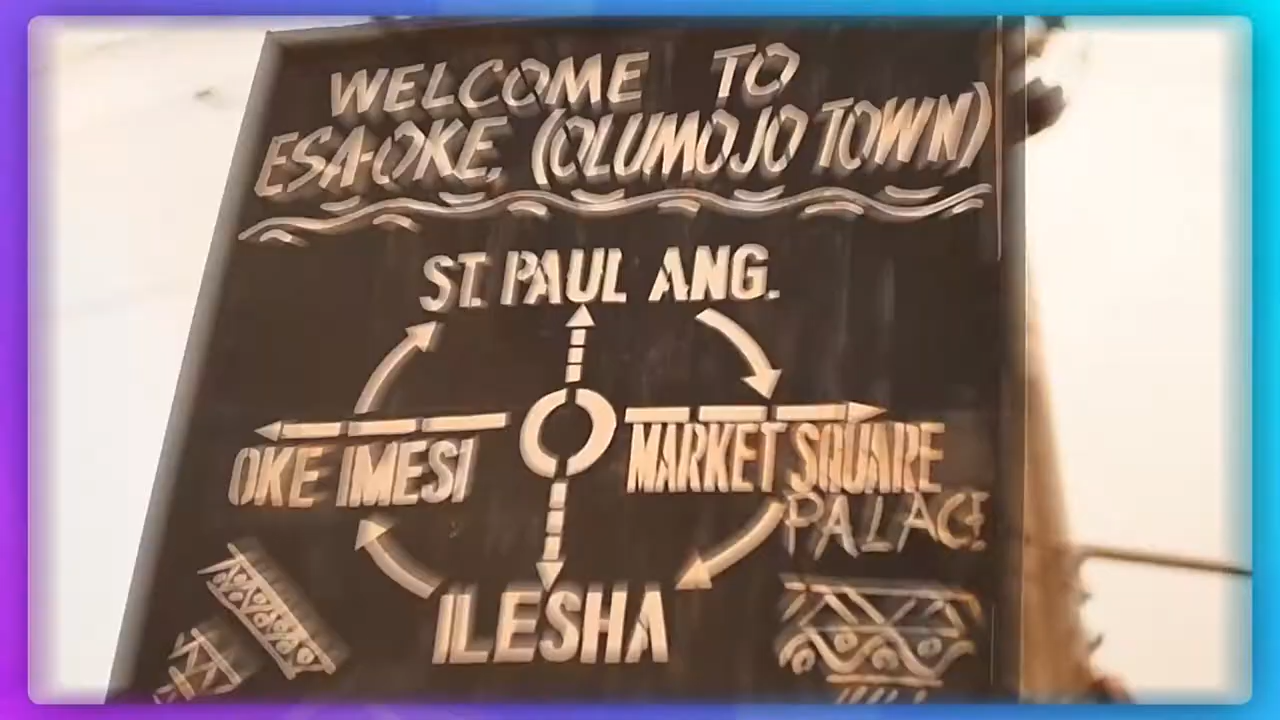 WELCOME TO
ESA-OKE, (OLUMOJO TOWN)
ST. PAUL ANG.
OKE IMESI
MARKET SQUARE
PALACE
ILESHA